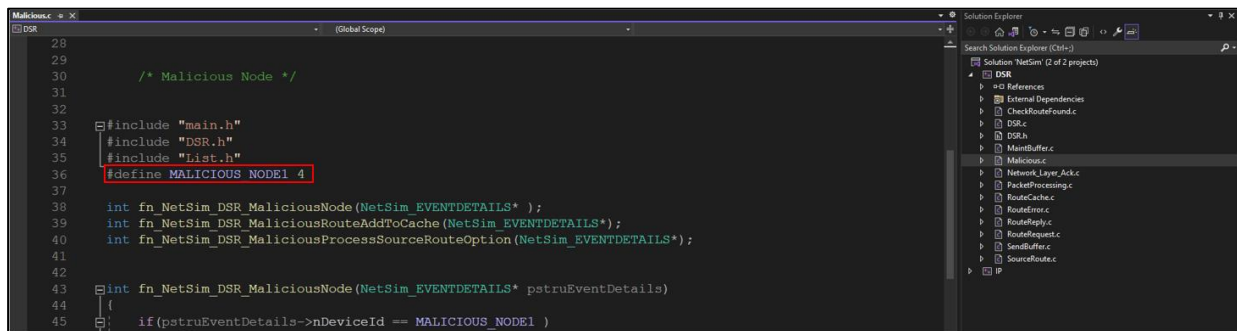 Malicious.c
DSR
(Global Scope)
28
29
30 /* Malicious Node */
31
32
33 #include "main.h"
34 #include "DSR.h"
35 #include "List.h"
36 #define MALICIOUS_NODE1 4
37
38 int fn_NetSim_DSR_MaliciousNode(NetSim_EVENTDETAILS* );
39 int fn_NetSim_DSR_MaliciousRouteAddToCache(NetSim_EVENTDETAILS*);
40 int fn_NetSim_DSR_MaliciousProcessSourceRouteOption(NetSim_EVENTDETAILS*);
41
42
43 int fn_NetSim_DSR_MaliciousNode(NetSim_EVENTDETAILS* pstruEventDetails)
44 {
45 if(pstruEventDetails->nDeviceId == MALICIOUS_NODE1 )
Solution Explorer
Search Solution Explorer (Ctrl+;)
Solution 'NetSim' (2 of 2 projects)
DSR
References
External Dependencies
CheckRouteFound.c
DSR.c
DSR.h
MaintBuffer.c
Malicious.c
Network_Layer_Ack.c
PacketProcessing.c
RouteCache.c
RouteError.c
RouteReply.c
RouteRequest.c
SendBuffer.c
SourceRoute.c
IP